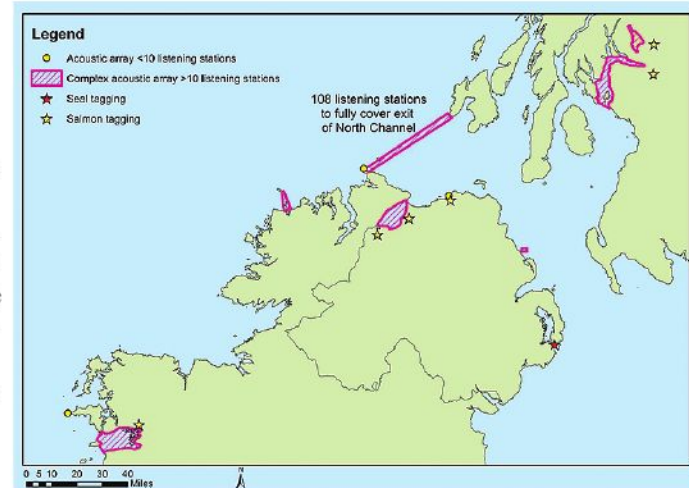 Legend
Acoustic array <10 listening stations
Complex acoustic array >10 listening stations
Seal tagging
Salmon tagging
108 listening stations
to fully cover exit
of North Channel
0 5 10 20 30 40
Miles
N